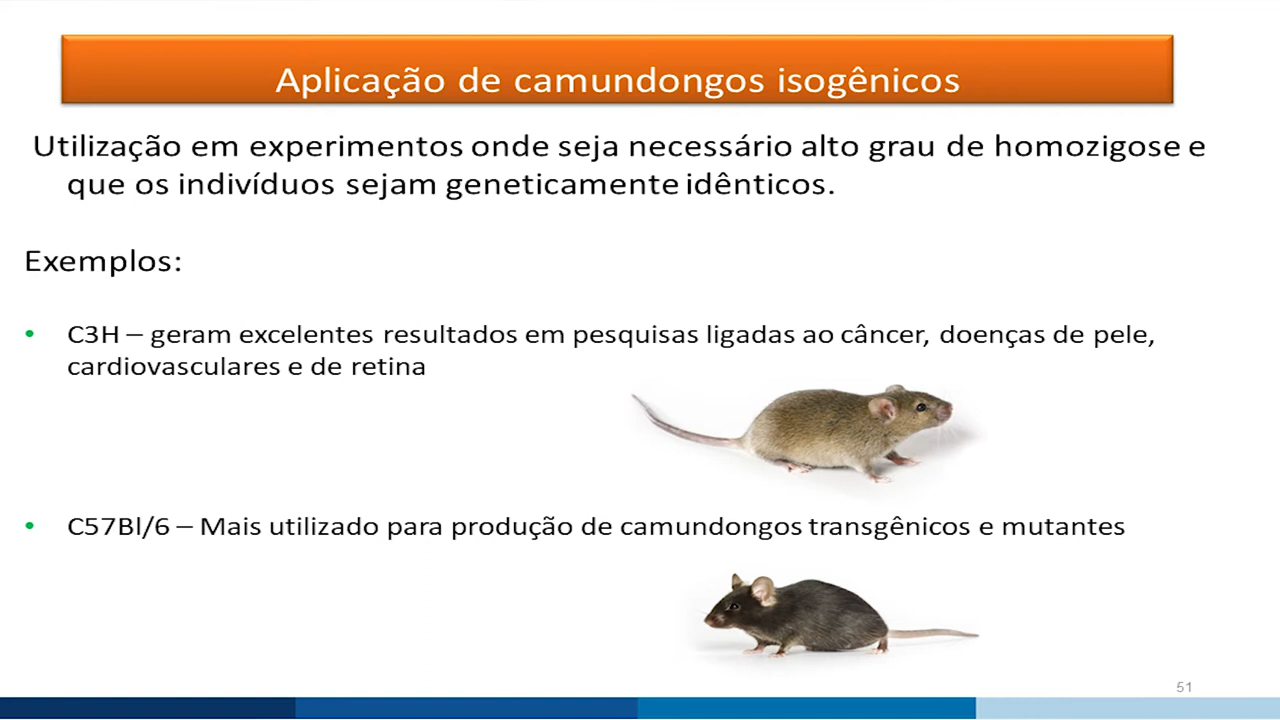 Aplicação de camundongos isogênicos
Utilização em experimentos onde seja necessário alto grau de homozigose e
que os indivíduos sejam geneticamente idênticos.
Exemplos:
• C3H – geram excelentes resultados em pesquisas ligadas ao câncer, doenças de pele,
cardiovasculares e de retina
• C57Bl/6 – Mais utilizado para produção de camundongos transgênicos e mutantes
51